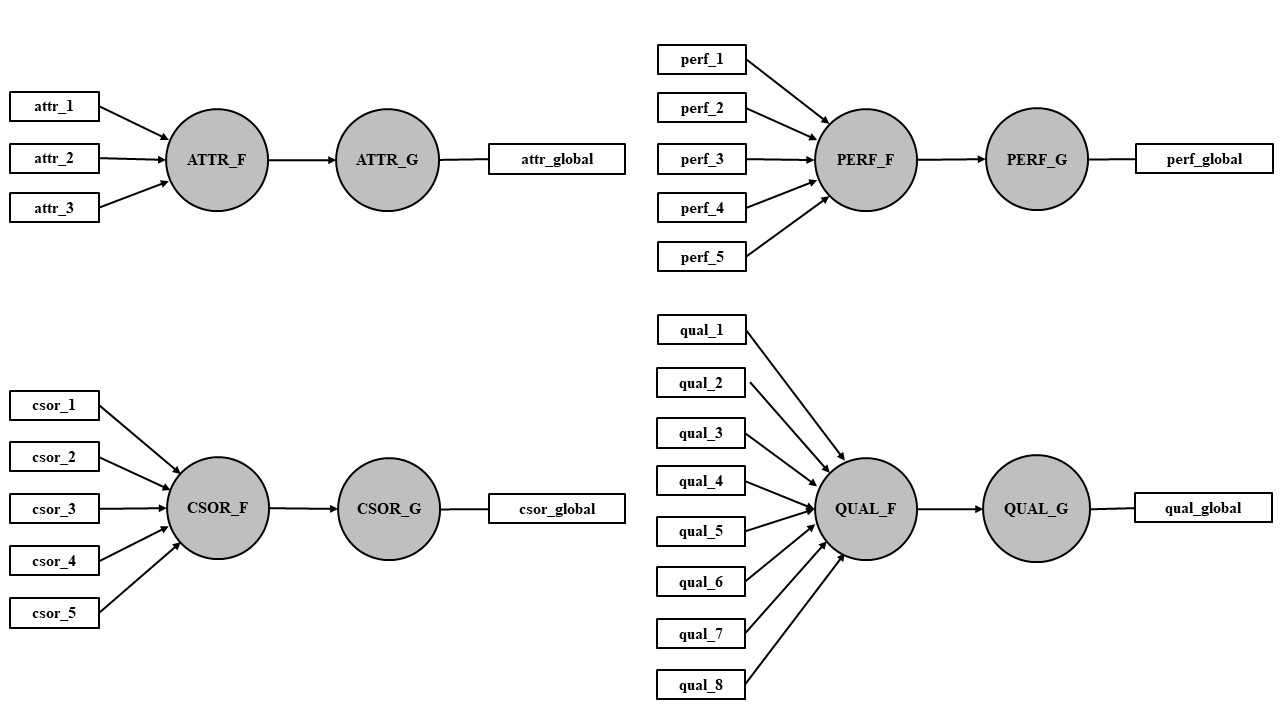 attr_1
attr_2
attr_3
ATTR_F
ATTR_G
attr_global
perf_1
perf_2
perf_3
perf_4
perf_5
PERF_F
PERF_G
perf_global
csor_1
csor_2
csor_3
csor_4
csor_5
CSOR_F
CSOR_G
csor_global
qual_1
qual_2
qual_3
qual_4
qual_5
qual_6
qual_7
qual_8
QUAL_F
QUAL_G
qual_global